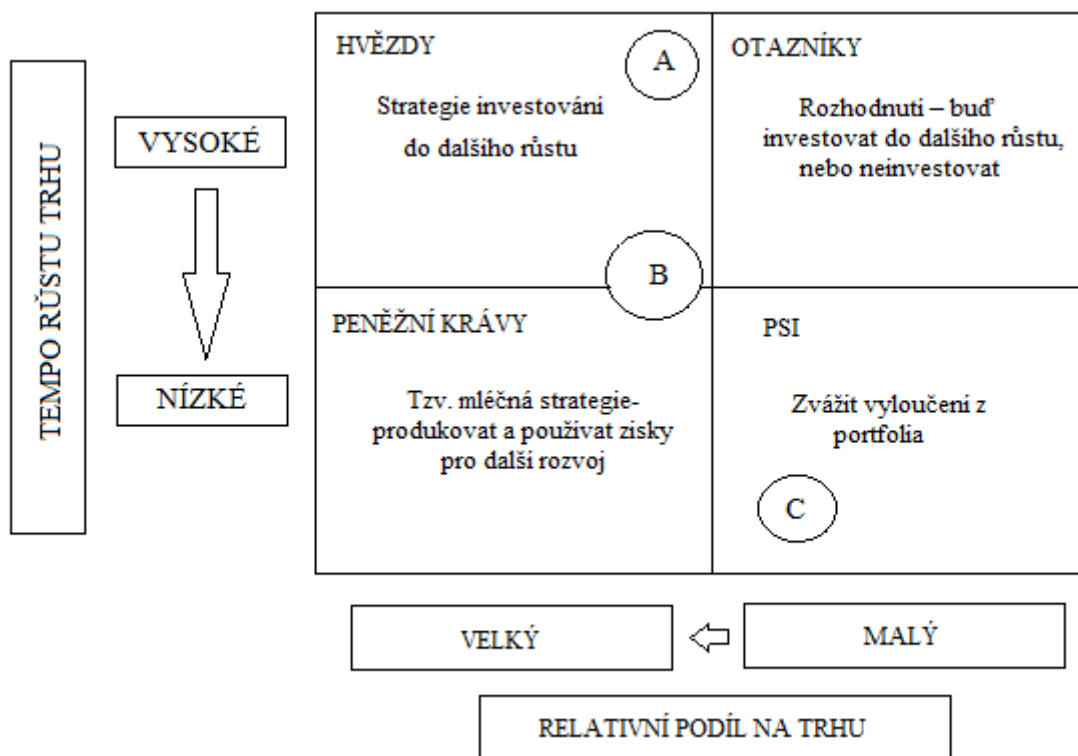 TEMPO RŮSTU TRHU
VYSOKÉ
NÍZKÉ
HVĚZDY
A
Strategie investování
do dalšího růstu
OTAZNÍKY
Rozhodnutí – buď
investovat do dalšího růstu,
nebo neinvestovat
B
PENĚŽNÍ KRÁVY
Tzv. mléčná strategie-
produkovat a používat zisky
pro další rozvoj
PSI
Zvážit vyloučení z
portfolia
C
VELKÝ
MALÝ
RELATIVNÍ PODÍL NA TRHU